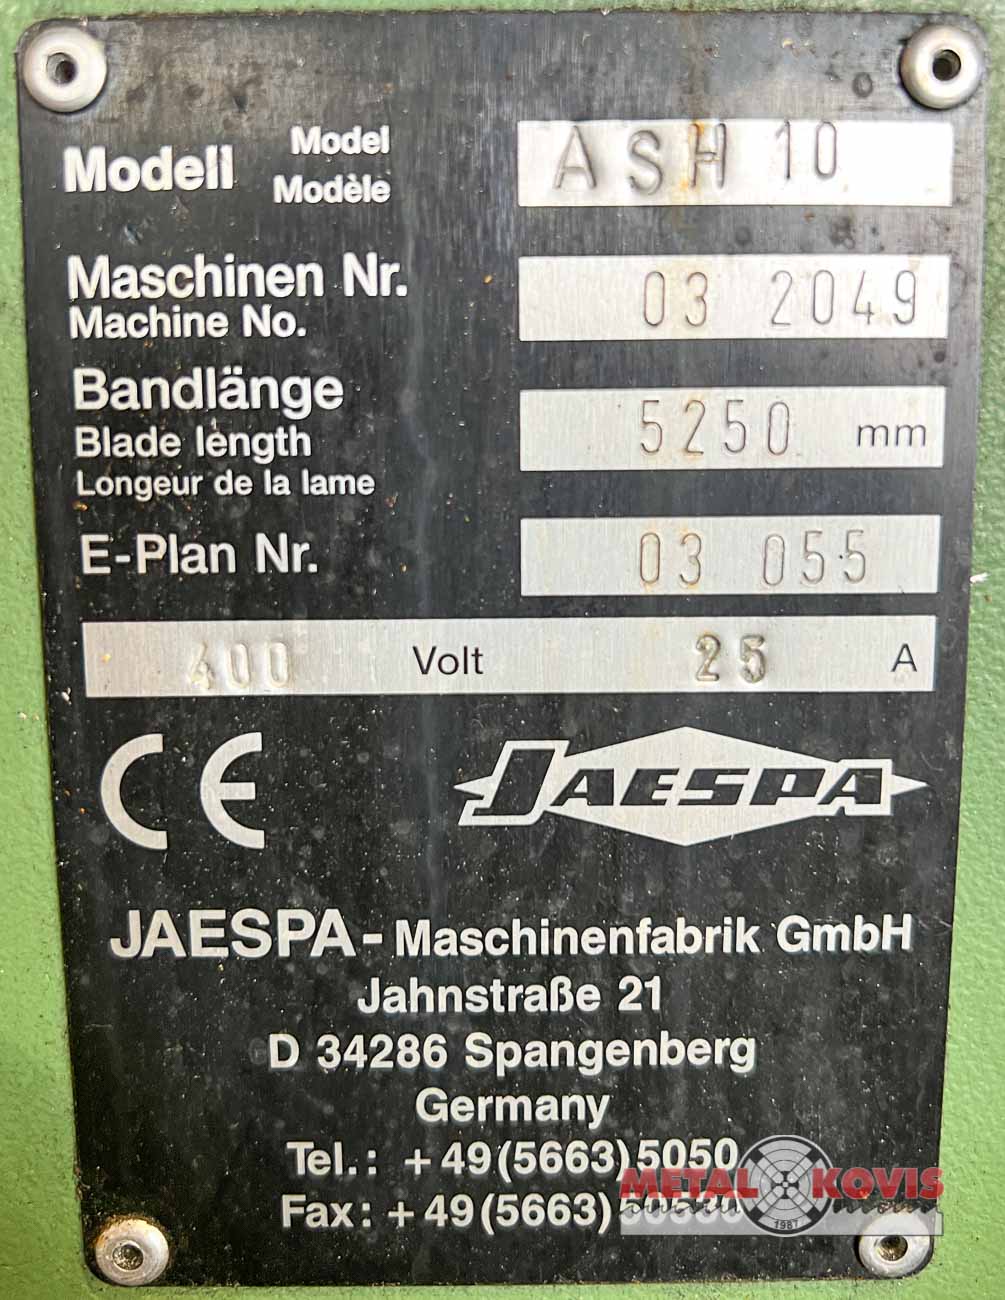 Modell Model ASH 10
Modèle
Maschinen Nr. 03 2049
Machine No.
Bandlänge
Blade length 5250 mm
Longeur de la lame
E-Plan Nr. 03 055
400 Volt 25 A
CE JAESPA
JAESPA-Maschinenfabrik GmbH
Jahnstraße 21
D 34286 Spangenberg
Germany
Tel.: +49(5663)5050
Fax: +49(5663)
METAL KOVIS
1987